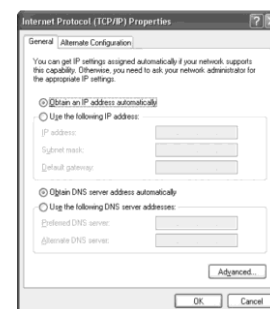 Internet Protocol (TCP/IP) Properties
General
Alternate Configuration
You can get IP settings assigned automatically if your network supports
this capability. Otherwise, you need to ask your network administrator for
the appropriate IP settings.
Obtain an IP address automatically
Use the following IP address:
IP address:
Subnet mask:
Default gateway:
Obtain DNS server address automatically
Use the following DNS server addresses:
Preferred DNS server:
Alternate DNS server:
Advanced...
OK
Cancel